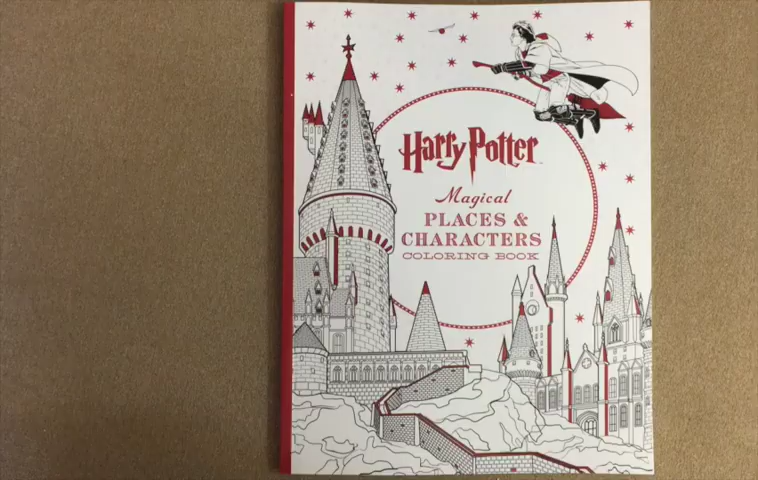 Harry Potter
Magical
PLACES &
CHARACTERS
COLORING BOOK